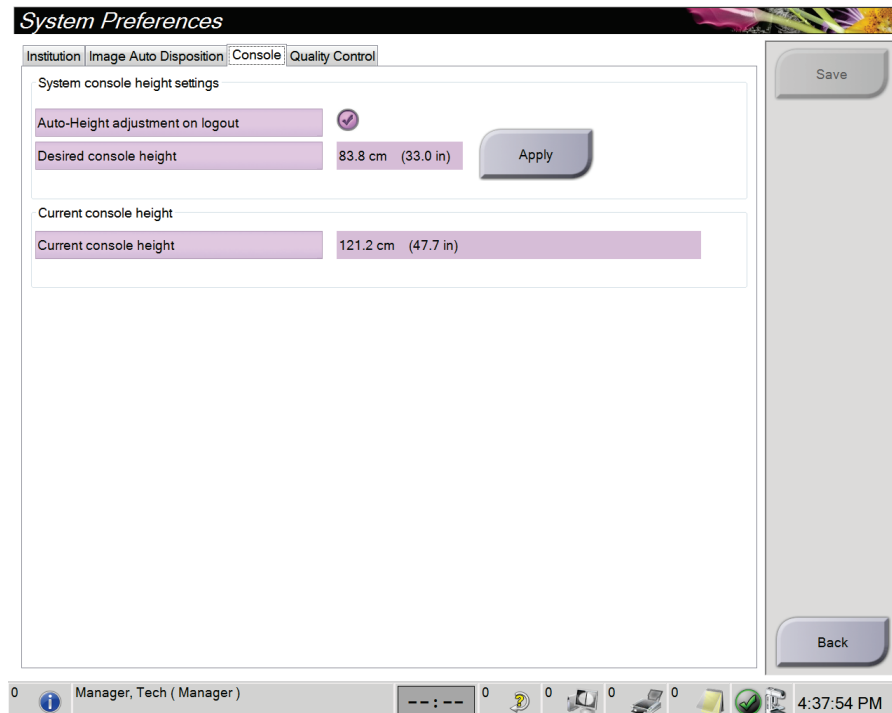 System Preferences
Institution Image Auto Disposition Console Quality Control
Save
System console height settings
Auto-Height adjustment on logout
Desired console height 83.8 cm (33.0 in) Apply
Current console height
Current console height 121.2 cm (47.7 in)
Back
0 Manager, Tech ( Manager ) --:-- 0 0 0 0 4:37:54 PM